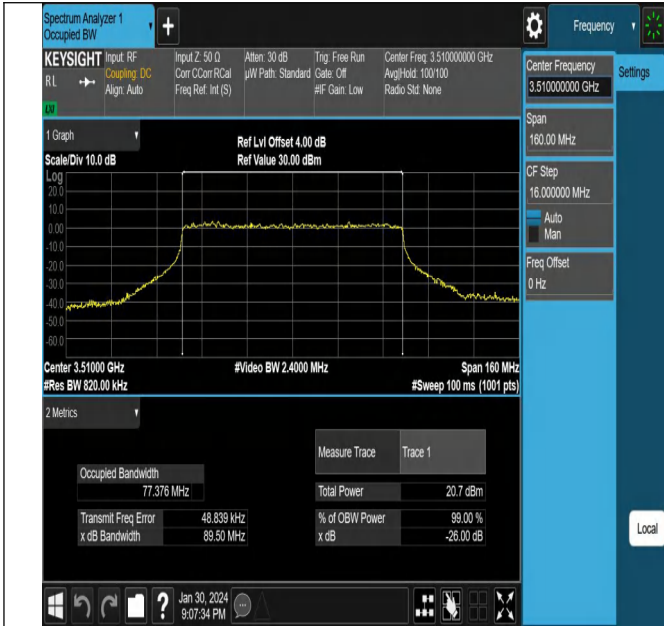 Spectrum Analyzer 1
Occupied BW
+
Frequency
KEYSIGHT
RL
LXI
Input: RF
Coupling: DC
Align: Auto
Input Z: 50 Ω
Corr CCorr RCal
Freq Ref: Int (S)
Atten: 30 dB
µW Path: Standard
Trig: Free Run
Gate: Off
#IF Gain: Low
Center Freq: 3.510000000 GHz
Avg|Hold: 100/100
Radio Std: None
Center Frequency
3.510000000 GHz
Settings
Span
160.00 MHz
CF Step
16.000000 MHz
Auto
Man
Freq Offset
0 Hz
Local
1 Graph
Scale/Div 10.0 dB
Ref Lvl Offset 4.00 dB
Ref Value 30.00 dBm
Log
20.0
10.0
0.00
-10.0
-20.0
-30.0
-40.0
-50.0
-60.0
Center 3.51000 GHz
#Res BW 820.00 kHz
#Video BW 2.4000 MHz
Span 160 MHz
#Sweep 100 ms (1001 pts)
2 Metrics
Measure Trace Trace 1
Occupied Bandwidth
77.376 MHz
Total Power 20.7 dBm
Transmit Freq Error 48.839 kHz
% of OBW Power 99.00 %
x dB Bandwidth 89.50 MHz
x dB -26.00 dB
?
Jan 30, 2024
9:07:34 PM